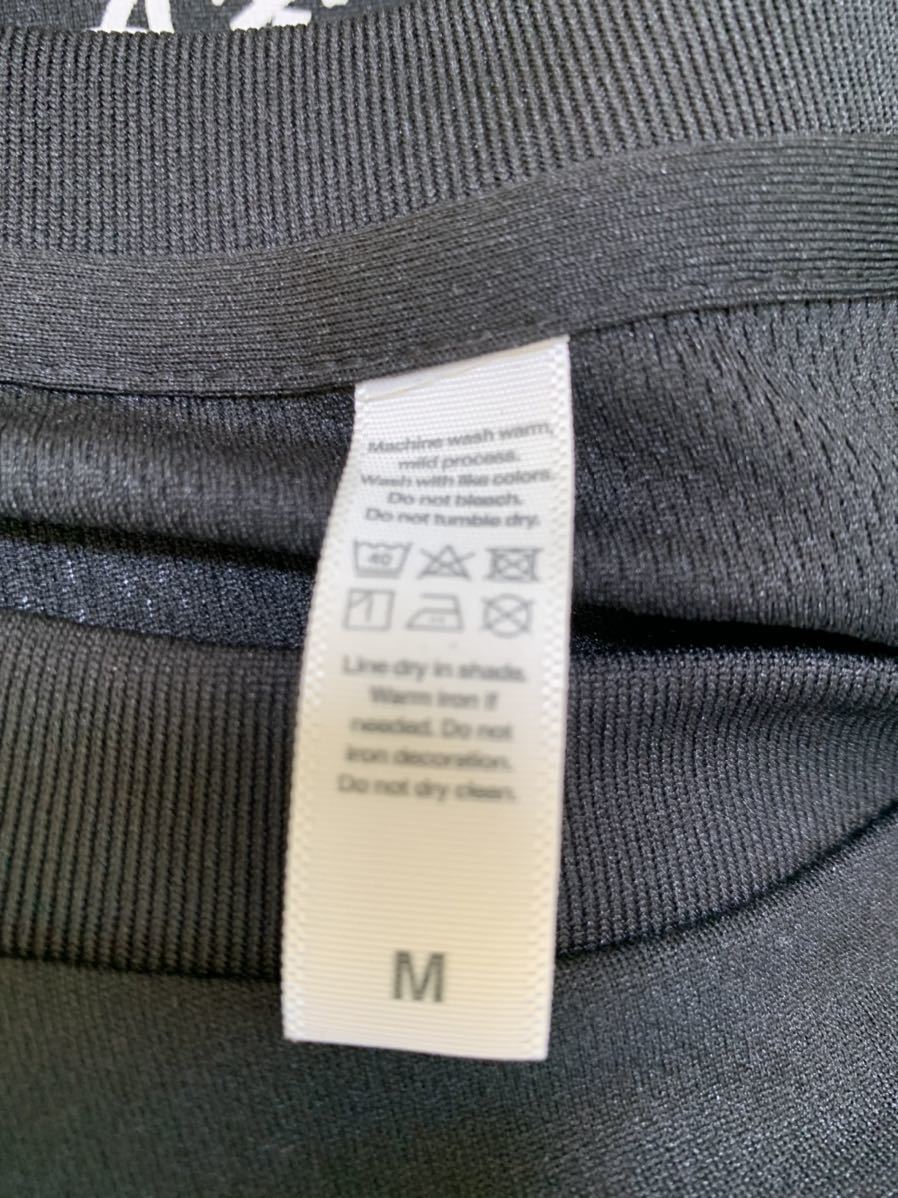 Machine wash warm,
mild process.
Wash with like colors.
Do not bleach.
Do not tumble dry.
40
Line dry in shade.
Warm iron if
needed. Do not
iron decoration.
Do not dry clean.
M